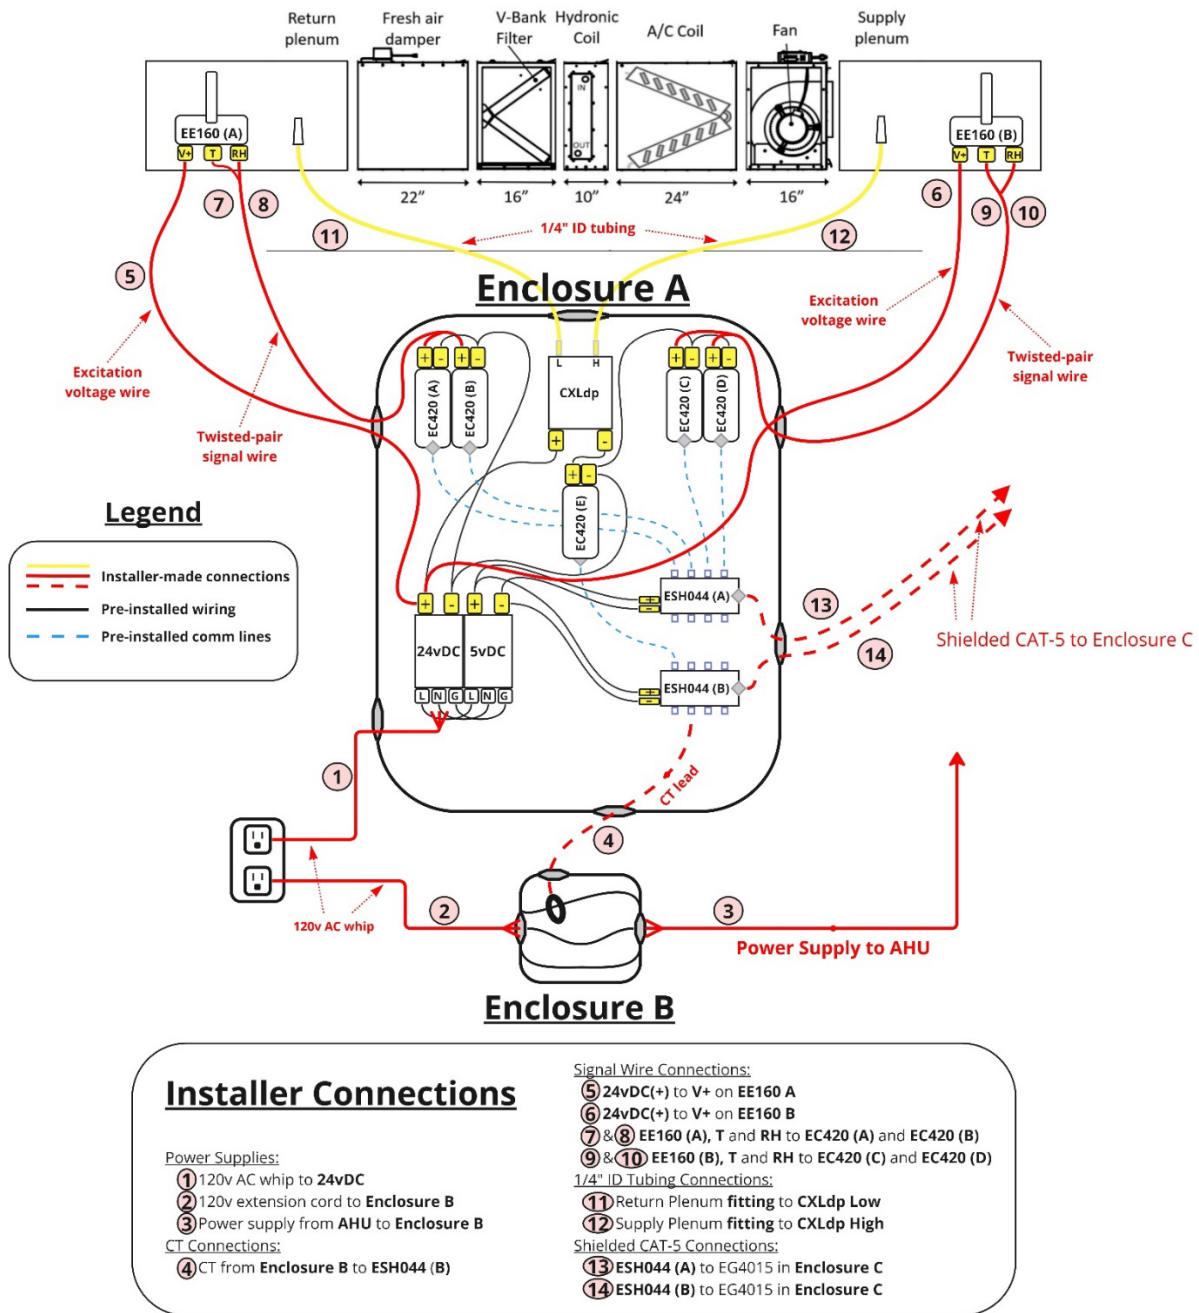 Return plenum
Fresh air damper
V-Bank Filter
Hydronic Coil
A/C Coil
Fan
Supply plenum
IN
OUT
EE160 (A)
V+ T RH
EE160 (B)
V+ T RH
22”
16”
10”
24”
16”
7
8
6
9
10
11
1/4" ID tubing
12
5
Enclosure A
Excitation voltage wire
Excitation voltage wire
Twisted-pair signal wire
Twisted-pair signal wire
+ - + -
EC420 (A)
EC420 (B)
L H
CXLdp
+ -
+ - + -
EC420 (C)
EC420 (D)
+ -
EC420 (E)
Legend
Installer-made connections
Pre-installed wiring
Pre-installed comm lines
+ - + -
24vDC
5vDC
L N G L N G
+
-
ESH044 (A)
+
-
ESH044 (B)
13
14
Shielded CAT-5 to Enclosure C
1
CT lead
4
2
3
120v AC whip
Power Supply to AHU
Enclosure B
Installer Connections
Power Supplies:
1 120v AC whip to 24vDC
2 120v extension cord to Enclosure B
3 Power supply from AHU to Enclosure B
CT Connections:
4 CT from Enclosure B to ESH044 (B)
Signal Wire Connections:
5 24vDC(+) to V+ on EE160 A
6 24vDC(+) to V+ on EE160 B
7 & 8 EE160 (A), T and RH to EC420 (A) and EC420 (B)
9 & 10 EE160 (B), T and RH to EC420 (C) and EC420 (D)
1/4" ID Tubing Connections:
11 Return Plenum fitting to CXLdp Low
12 Supply Plenum fitting to CXLdp High
Shielded CAT-5 Connections:
13 ESH044 (A) to EG4015 in Enclosure C
14 ESH044 (B) to EG4015 in Enclosure C